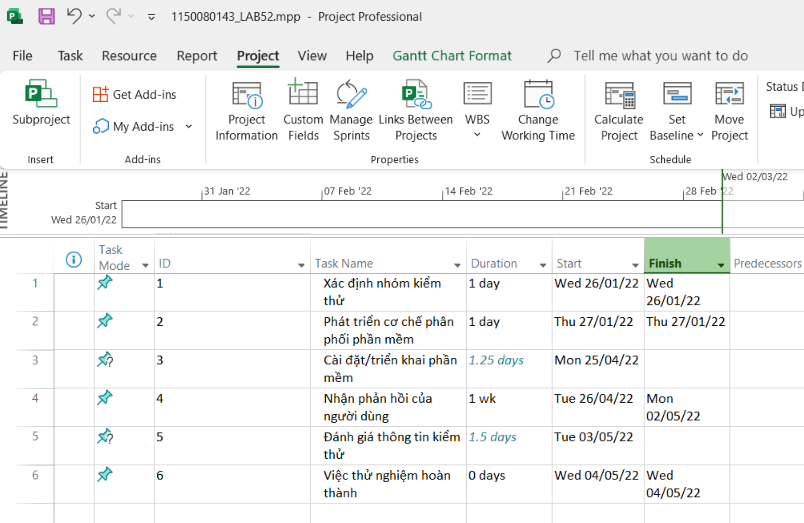 1150080143_LAB52.mpp - Project Professional
File Task Resource Report Project View Help Gantt Chart Format Tell me what you want to do
Subproject
Insert
Get Add-ins
My Add-ins
Add-ins
Project
Information
Custom
Fields
Manage
Sprints
Links Between
Projects
WBS
Change
Working Time
Properties
Calculate
Project
Set
Baseline
Move
Project
Schedule
Status D
Up
TIMELINE
Wed 02/03/22
31 Jan '22 07 Feb '22 14 Feb '22 21 Feb '22 28 Feb '22
Start
Wed 26/01/22
Task
Mode ID Task Name Duration Start Finish Predecessors
1 1 Xác định nhóm kiểm
thử 1 day Wed 26/01/22 Wed
26/01/22
2 2 Phát triển cơ chế phân
phối phần mềm 1 day Thu 27/01/22 Thu 27/01/22
3 3 Cài đặt/triển khai phần
mềm 1.25 days Mon 25/04/22
4 4 Nhận phản hồi của
người dùng 1 wk Tue 26/04/22 Mon
02/05/22
5 5 Đánh giá thông tin kiểm
thử 1.5 days Tue 03/05/22
6 6 Việc thử nghiệm hoàn
thành 0 days Wed 04/05/22 Wed
04/05/22